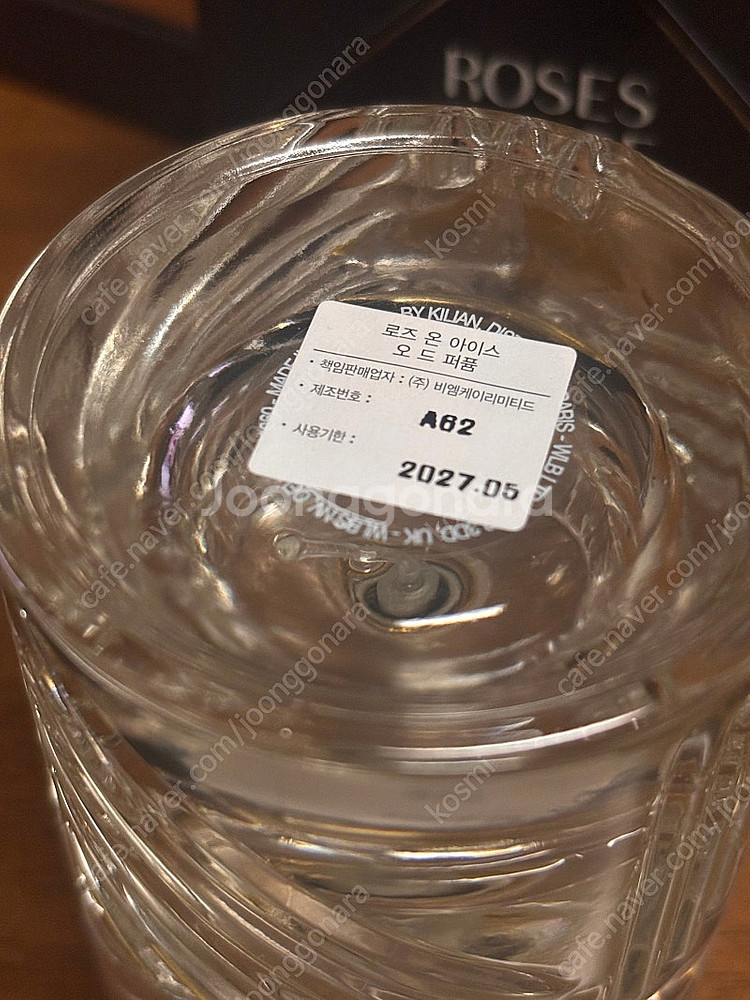 ROSES
BY KILIAN
로즈 온 아이스
오 드 퍼퓸
· 책임판매업자 : (주) 비엠케이리미티드
· 제조번호 :
A62
· 사용기한 :
2027.05
Joonggonara
cafe.naver.com/joonggonara
kosmi